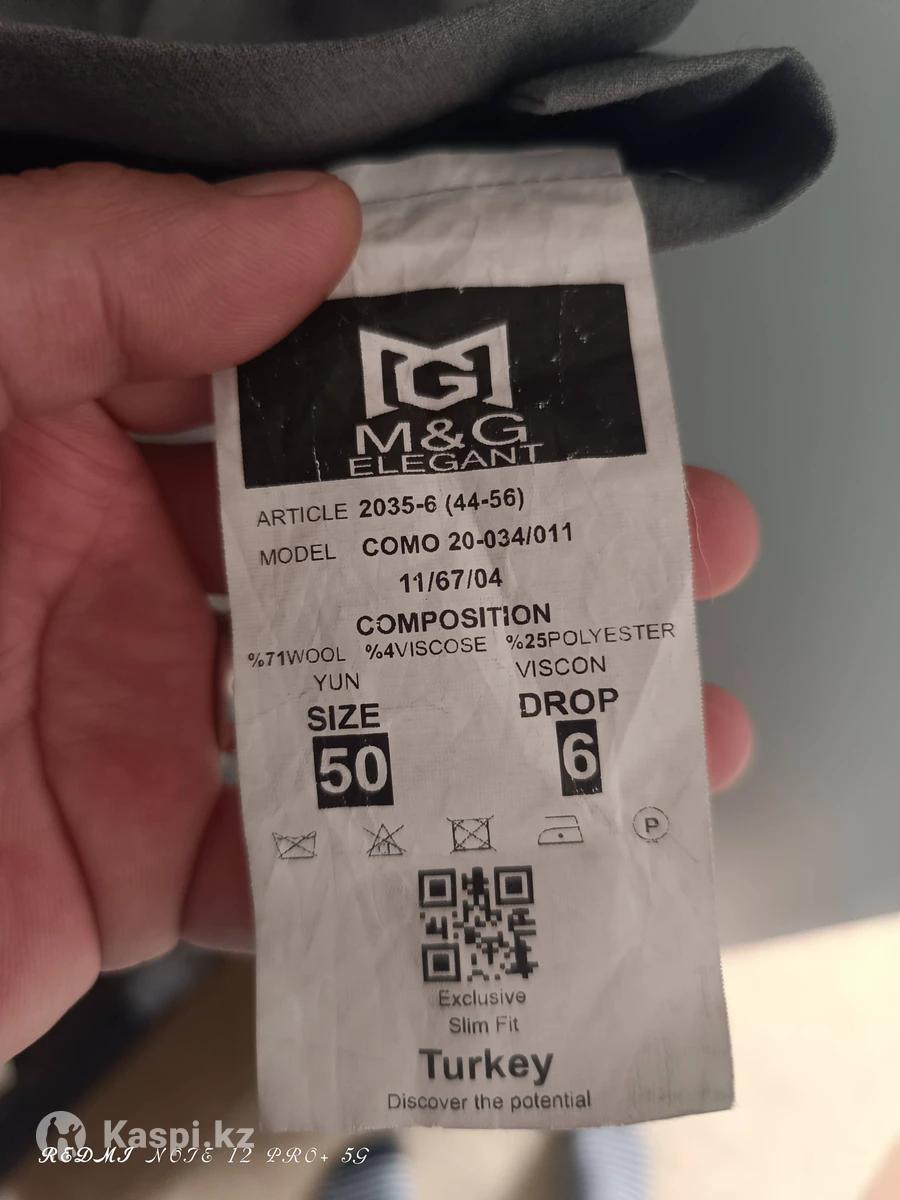 MG
M&G
ELEGANT
ARTICLE 2035-6 (44-56)
MODEL COMO 20-034/011
11/67/04
COMPOSITION
%71WOOL %4VISCOSE %25POLYESTER
YUN VISCON
SIZE DROP
50 6
P
Exclusive
Slim Fit
Turkey
Discover the potential
Kaspi.kz
REDMI NOTE 12 PRO+ 5G